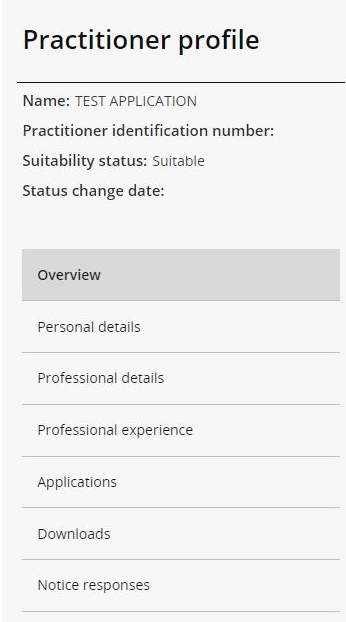 Practitioner profile
Name: TEST APPLICATION
Practitioner identification number:
Suitability status: Suitable
Status change date:
Overview
Personal details
Professional details
Professional experience
Applications
Downloads
Notice responses